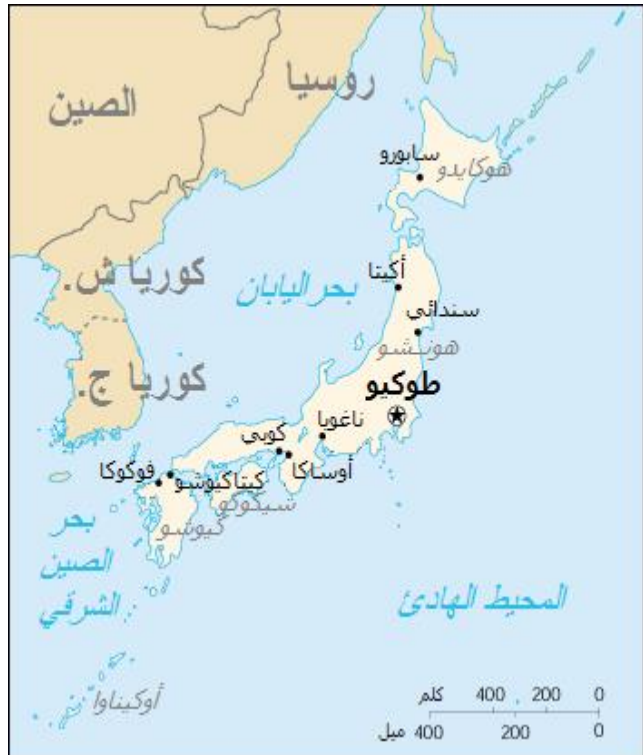 روسيا
الصين
سابورو
هوكايدو
كوريا ش.
أكيتا
بحر اليابان
سندائي
هونشو
كوريا ج.
طوكيو
ناغويا
كوبي
أوساكا
فوكوكا
كيتاكيوشو
شيكوكو
كيوشو
بحر
الصين
الشرقي
المحيط الهادئ
أوكيناوا
كلم 400 200 0
ميل 400 200 0